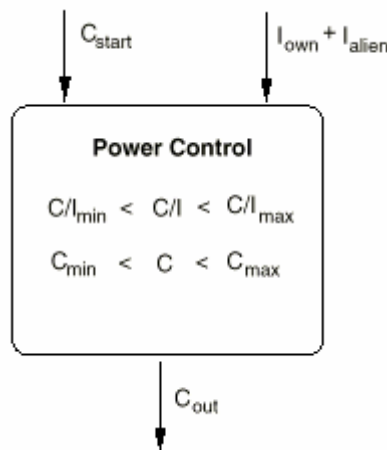 C_start
I_own + I_alien
Power Control
C/I_min < C/I < C/I_max
C_min < C < C_max
C_out